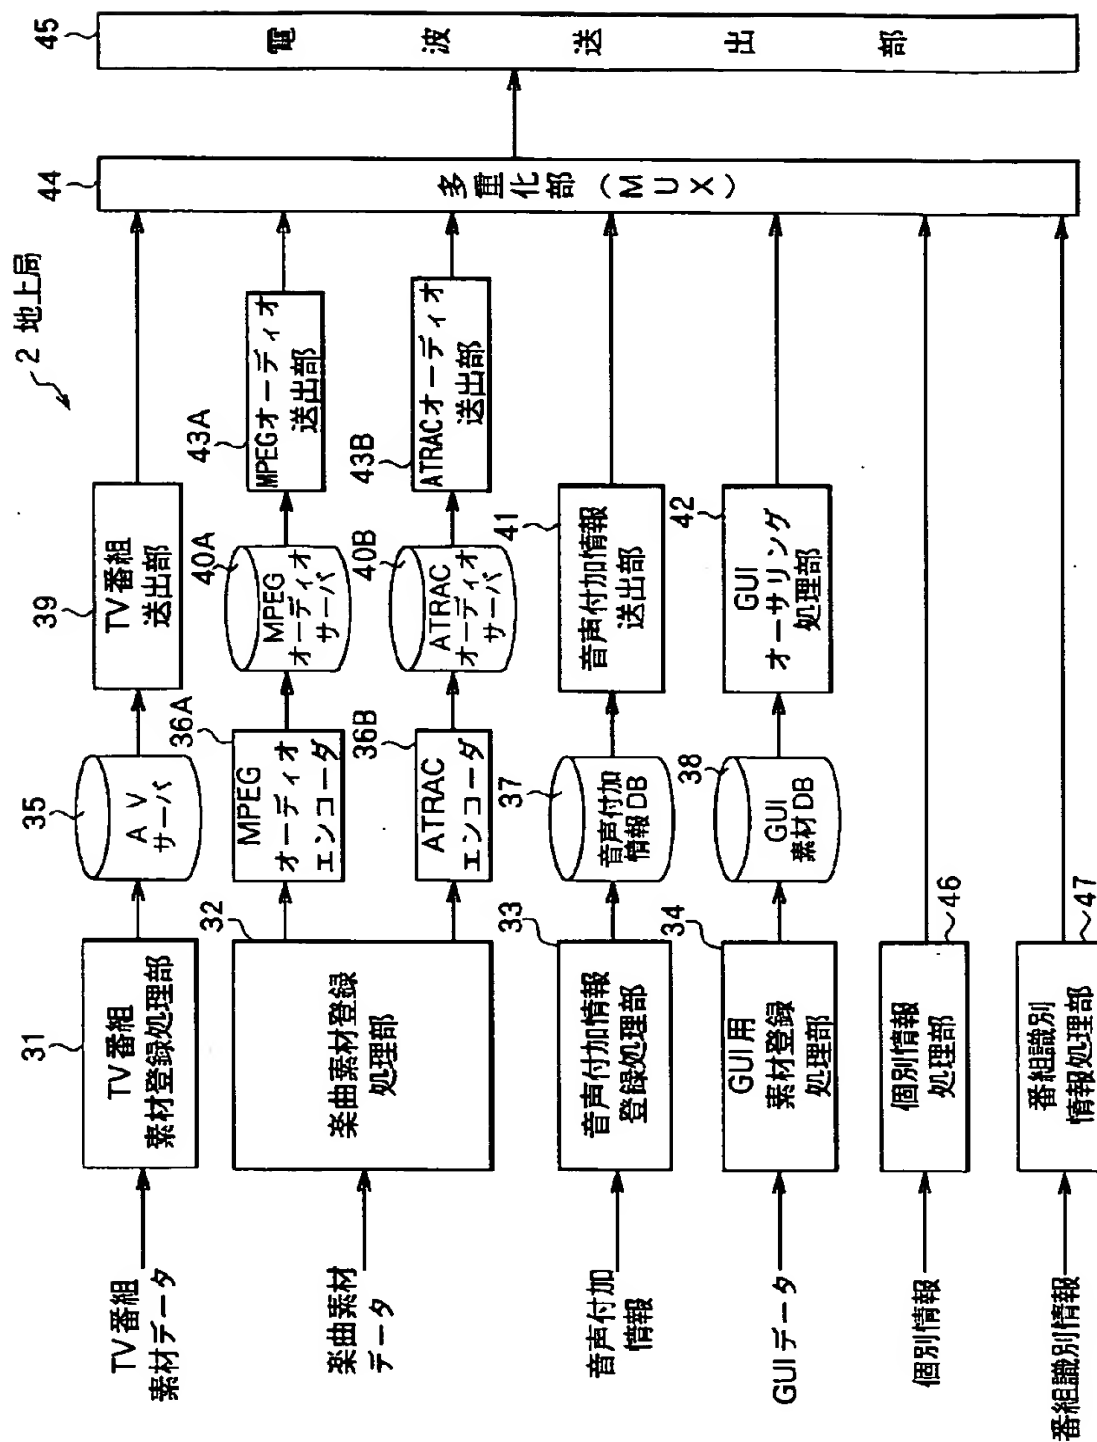 2 地上局
TV番組
素材データ
31
TV番組
素材登録処理部
35
AV
サーバ
39
TV番組
送出部
楽曲素材
データ
32
楽曲素材登録
処理部
36A
MPEG
オーディオ
エンコーダ
40A
MPEG
オーディオ
サーバ
43A
MPEGオーディオ
送出部
36B
ATRAC
エンコーダ
40B
ATRAC
オーディオ
サーバ
43B
ATRACオーディオ
送出部
音声付加
情報
33
音声付加情報
登録処理部
37
音声付加
情報DB
41
音声付加情報
送出部
GUIデータ
34
GUI用
素材登録
処理部
38
GUI
素材DB
42
GUI
オーサリング
処理部
個別情報
個別情報
処理部
46
番組識別情報
番組識別
情報処理部
47
44
多重化部(MUX)
45
電波送出部